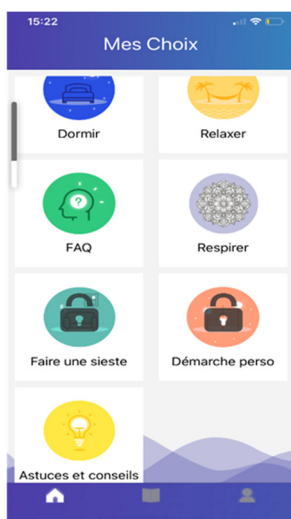 15:22
Mes Choix
Dormir
Relaxer
FAQ
Respirer
Faire une sieste
Démarche perso
Astuces et conseils